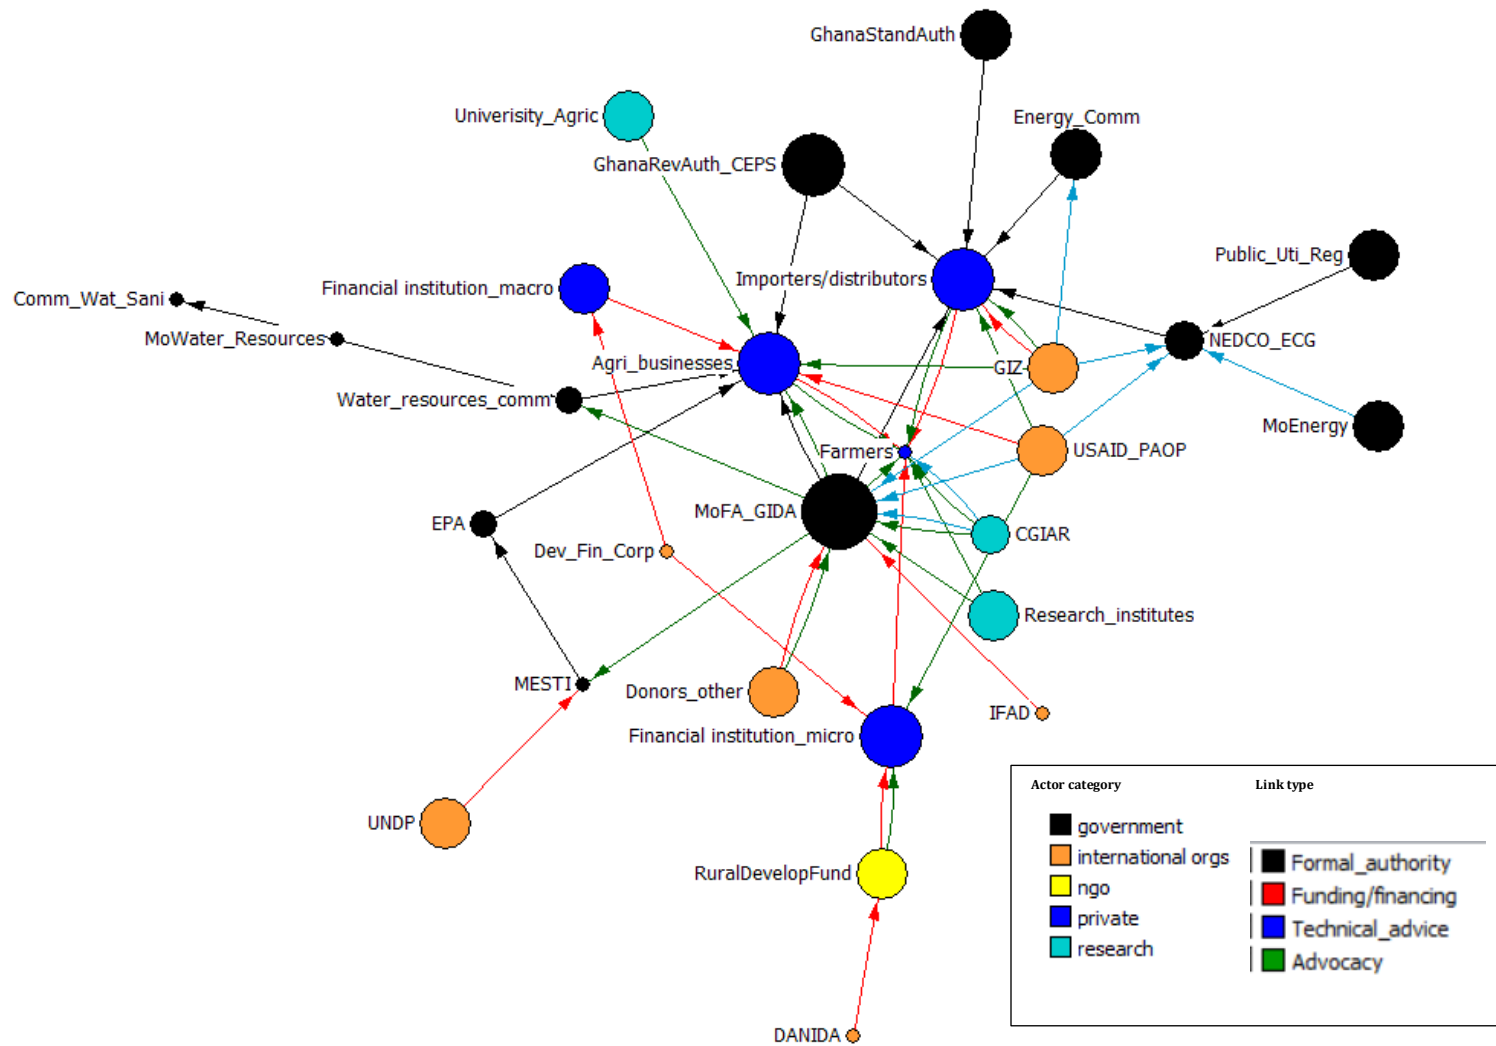 GhanaStandAuth
Univerisity_Agric
Energy_Comm
GhanaRevAuth_CEPS
Public_Uti_Reg
Importers/distributors
Financial institution_macro
Comm_Wat_Sani
MoWater_Resources
NEDCO_ECG
Agri_businesses
GIZ
Water_resources_comm
MoEnergy
Farmers
USAID_PAOP
MoFA_GIDA
EPA
CGIAR
Dev_Fin_Corp
Research_institutes
MESTI
Donors_other
IFAD
Financial institution_micro
UNDP
RuralDevelopFund
DANIDA
Actor category
government
international orgs
ngo
private
research
Link type
Formal_authority
Funding/financing
Technical_advice
Advocacy